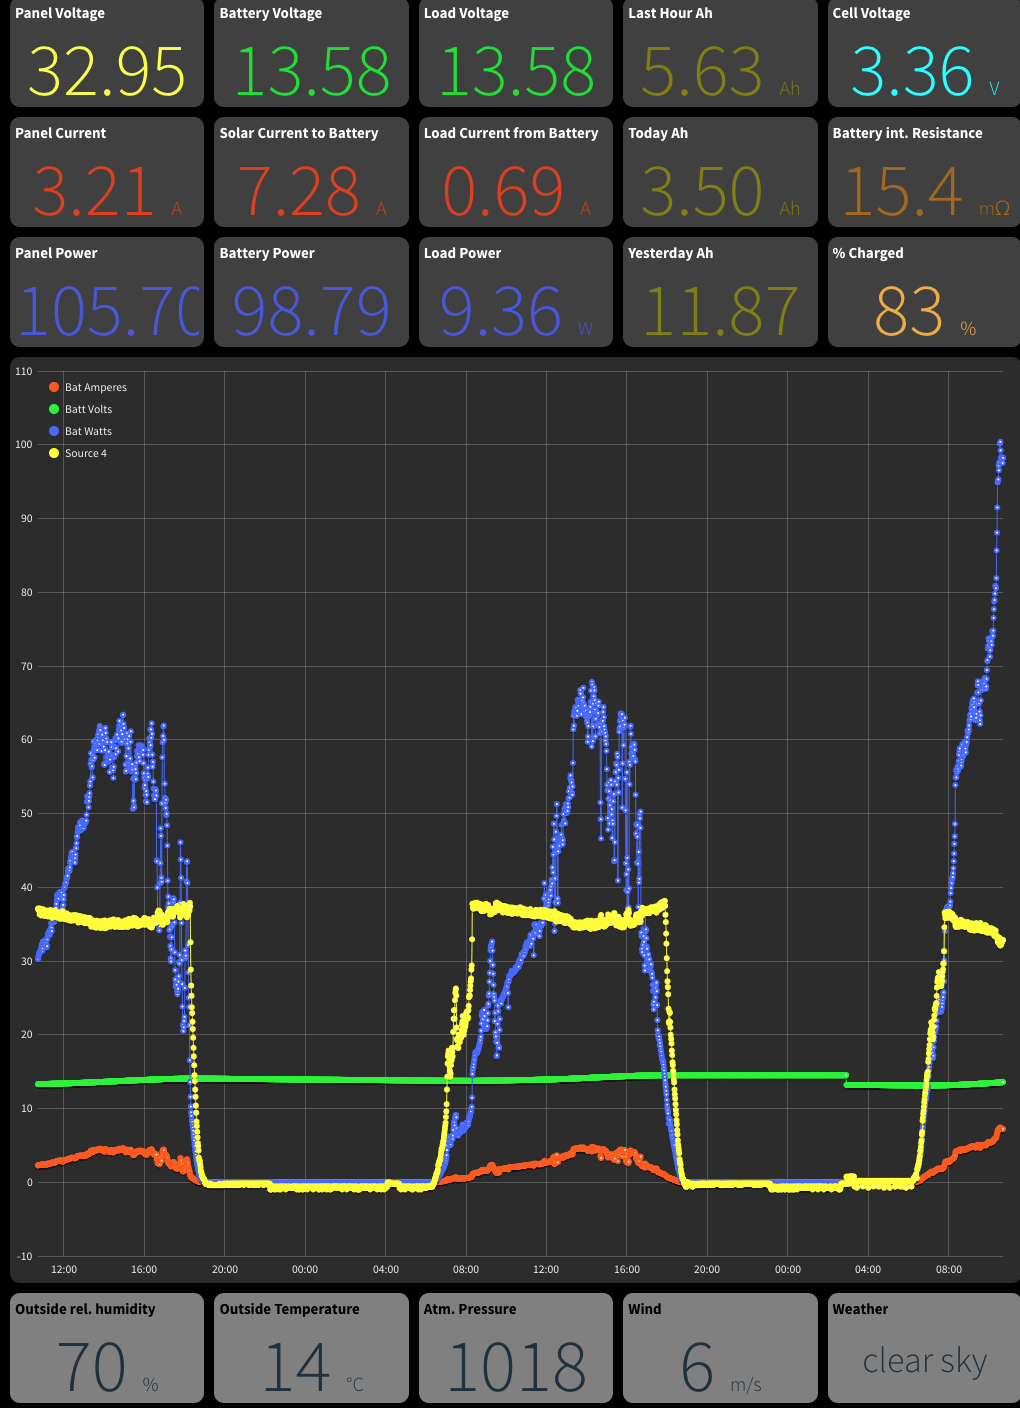 Panel Voltage
32.95
Battery Voltage
13.58
Load Voltage
13.58
Last Hour Ah
5.63 Ah
Cell Voltage
3.36 V
Panel Current
3.21 A
Solar Current to Battery
7.28 A
Load Current from Battery
0.69 A
Today Ah
3.50 Ah
Battery int. Resistance
15.4 mΩ
Panel Power
105.70
Battery Power
98.79
Load Power
9.36 W
Yesterday Ah
11.87
% Charged
83 %
Bat Amperes
Batt Volts
Bat Watts
Source 4
110
100
90
80
70
60
50
40
30
20
10
0
-10
12:00 16:00 20:00 00:00 04:00 08:00 12:00 16:00 20:00 00:00 04:00 08:00
Outside rel. humidity
70 %
Outside Temperature
14 °C
Atm. Pressure
1018
Wind
6 m/s
Weather
clear sky